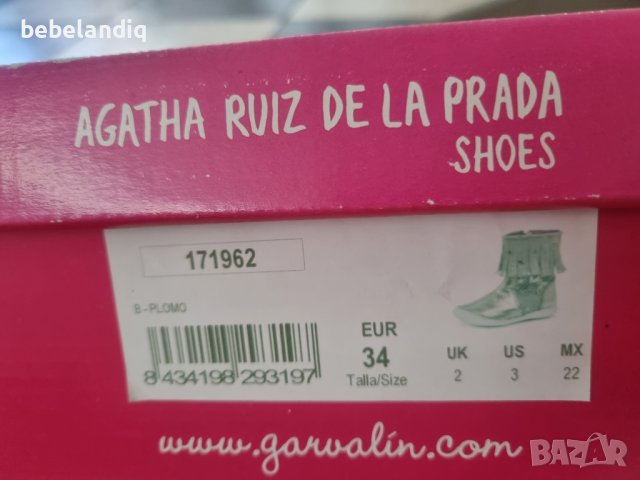 bebelandiq
AGATHA RUIZ DE LA PRADA
SHOES
171962
B-PLOMO
8 434198 293197
EUR
34
Talla/Size
UK
2
US
3
MX
22
www.garvalin.com
BAZAR